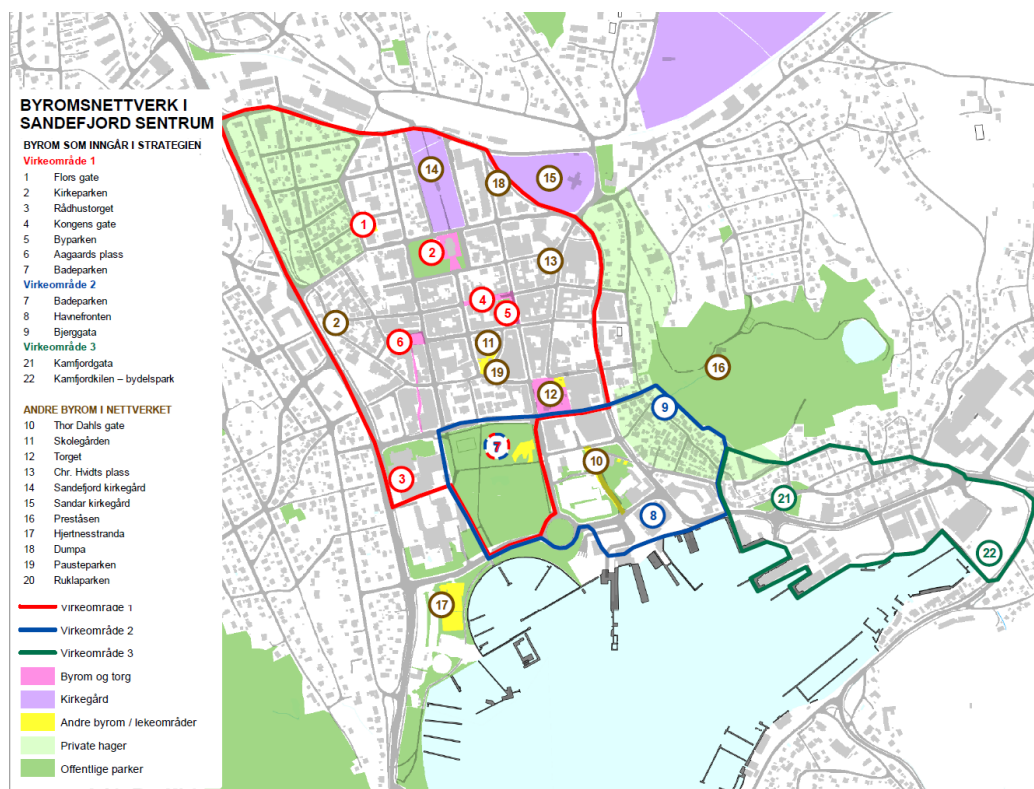 BYROMSNETTVERK I
SANDEFJORD SENTRUM
BYROM SOM INNGÅR I STRATEGIEN
Virkeområde 1
1 Flors gate
2 Kirkeparken
3 Rådhustorget
4 Kongens gate
5 Byparken
6 Aagaards plass
7 Badeparken
Virkeområde 2
7 Badeparken
8 Havnefronten
9 Bjerggata
Virkeområde 3
21 Kamfjordgata
22 Kamfjordkilen – bydelspark
ANDRE BYROM I NETTVERKET
10 Thor Dahls gate
11 Skolegården
12 Torget
13 Chr. Hvidts plass
14 Sandefjord kirkegård
15 Sandar kirkegård
16 Preståsen
17 Hjertnesstranda
18 Dumpa
19 Pausteparken
20 Ruklaparken
Virkeområde 1
Virkeområde 2
Virkeområde 3
Byrom og torg
Kirkegård
Andre byrom / lekeområder
Private hager
Offentlige parker
14
15
18
1
2
13
4
5
2
6
11
19
16
12
9
7
10
3
21
8
22
17